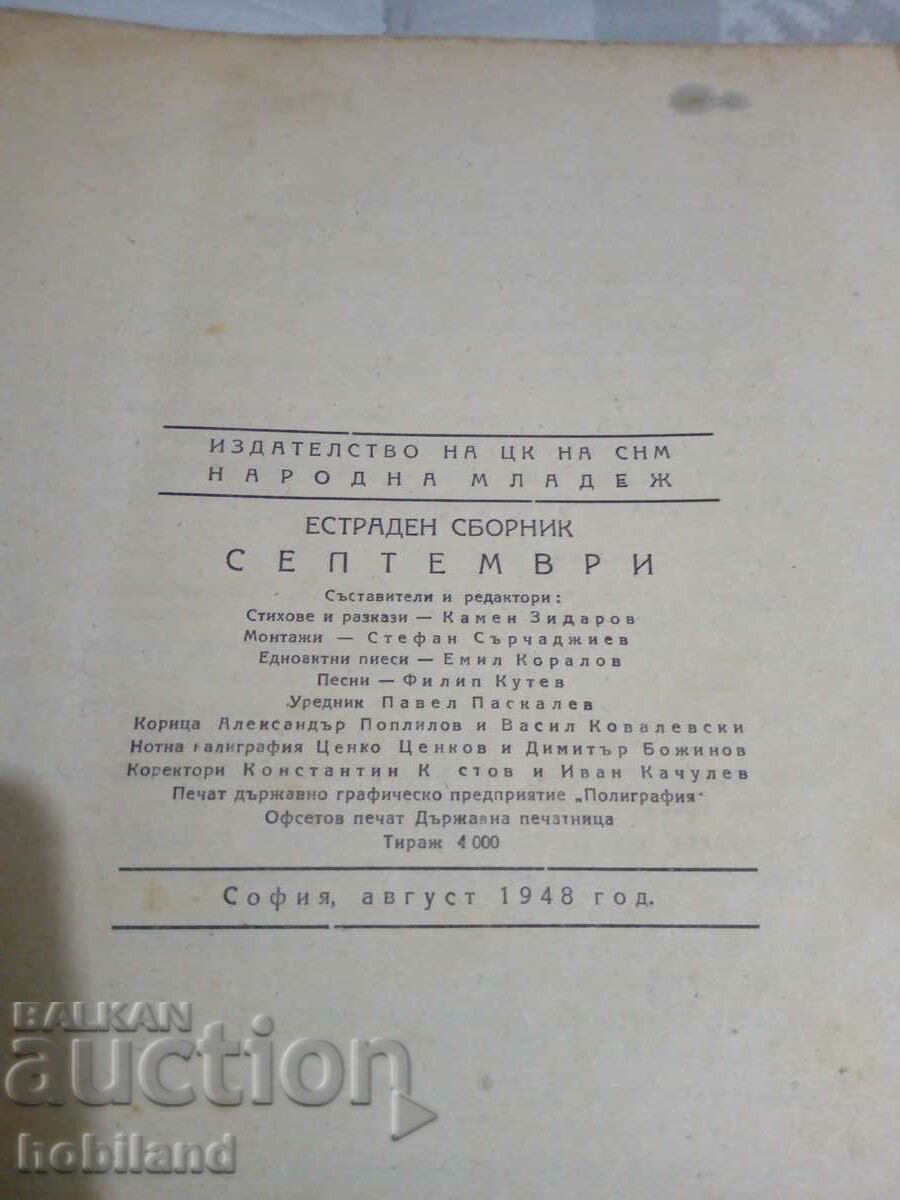 ИЗДАТЕЛСТВО НА ЦК НА СНМ
НАРОДНА МЛАДЕЖ
ЕСТРАДЕН СБОРНИК
СЕПТЕМВРИ
Съставители и редактори:
Стихове и разкази — Камен Зидаров
Монтажи — Стефан Сърчаджиев
Едноактни пиеси — Емил Коралов
Песни — Филип Кутев
Уредник Павел Паскалев
Корица Александър Поплилов и Васил Ковалевски
Нотна калиграфия Ценко Ценков и Димитър Божинов
Коректори Константин К стов и Иван Качулев
Печат държавно графическо предприятие „Полиграфия"
Офсетов печат Държавна печатница
Тираж 4000
София, август 1948 год.
BALKAN
auction
hobiland